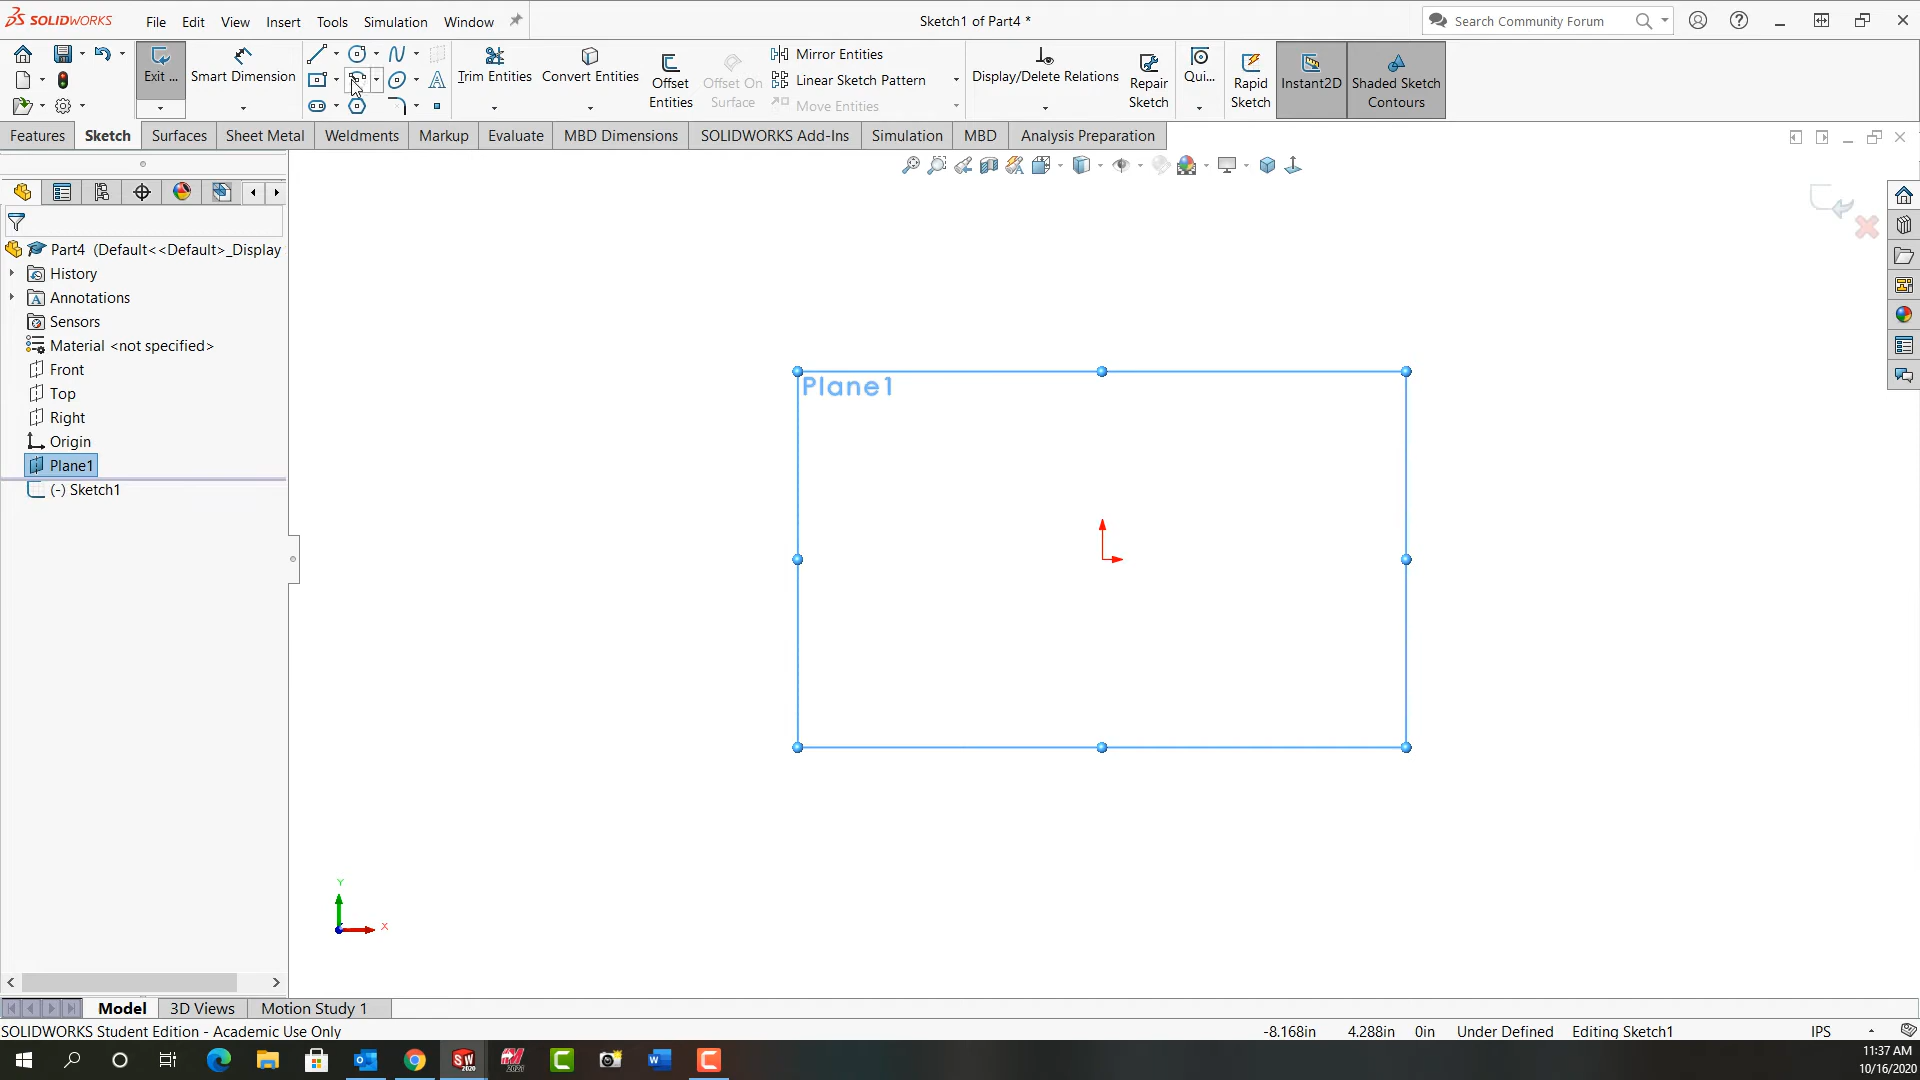 SOLIDWORKS
File Edit View Insert Tools Simulation Window
Sketch1 of Part4 *
Search Community Forum
Exit ...
Smart Dimension
Trim Entities
Convert Entities
Offset Entities
Offset On Surface
Mirror Entities
Linear Sketch Pattern
Move Entities
Display/Delete Relations
Repair Sketch
Qui...
Rapid Sketch
Instant2D
Shaded Sketch Contours
Features Sketch Surfaces Sheet Metal Weldments Markup Evaluate MBD Dimensions SOLIDWORKS Add-Ins Simulation MBD Analysis Preparation
Part4 (Default<<Default>_Display
History
Annotations
Sensors
Material <not specified>
Front
Top
Right
Origin
Plane1
(-) Sketch1
Plane1
Y
X
Model 3D Views Motion Study 1
SOLIDWORKS Student Edition - Academic Use Only
-8.168in 4.288in 0in Under Defined Editing Sketch1 IPS
11:37 AM
10/16/2020